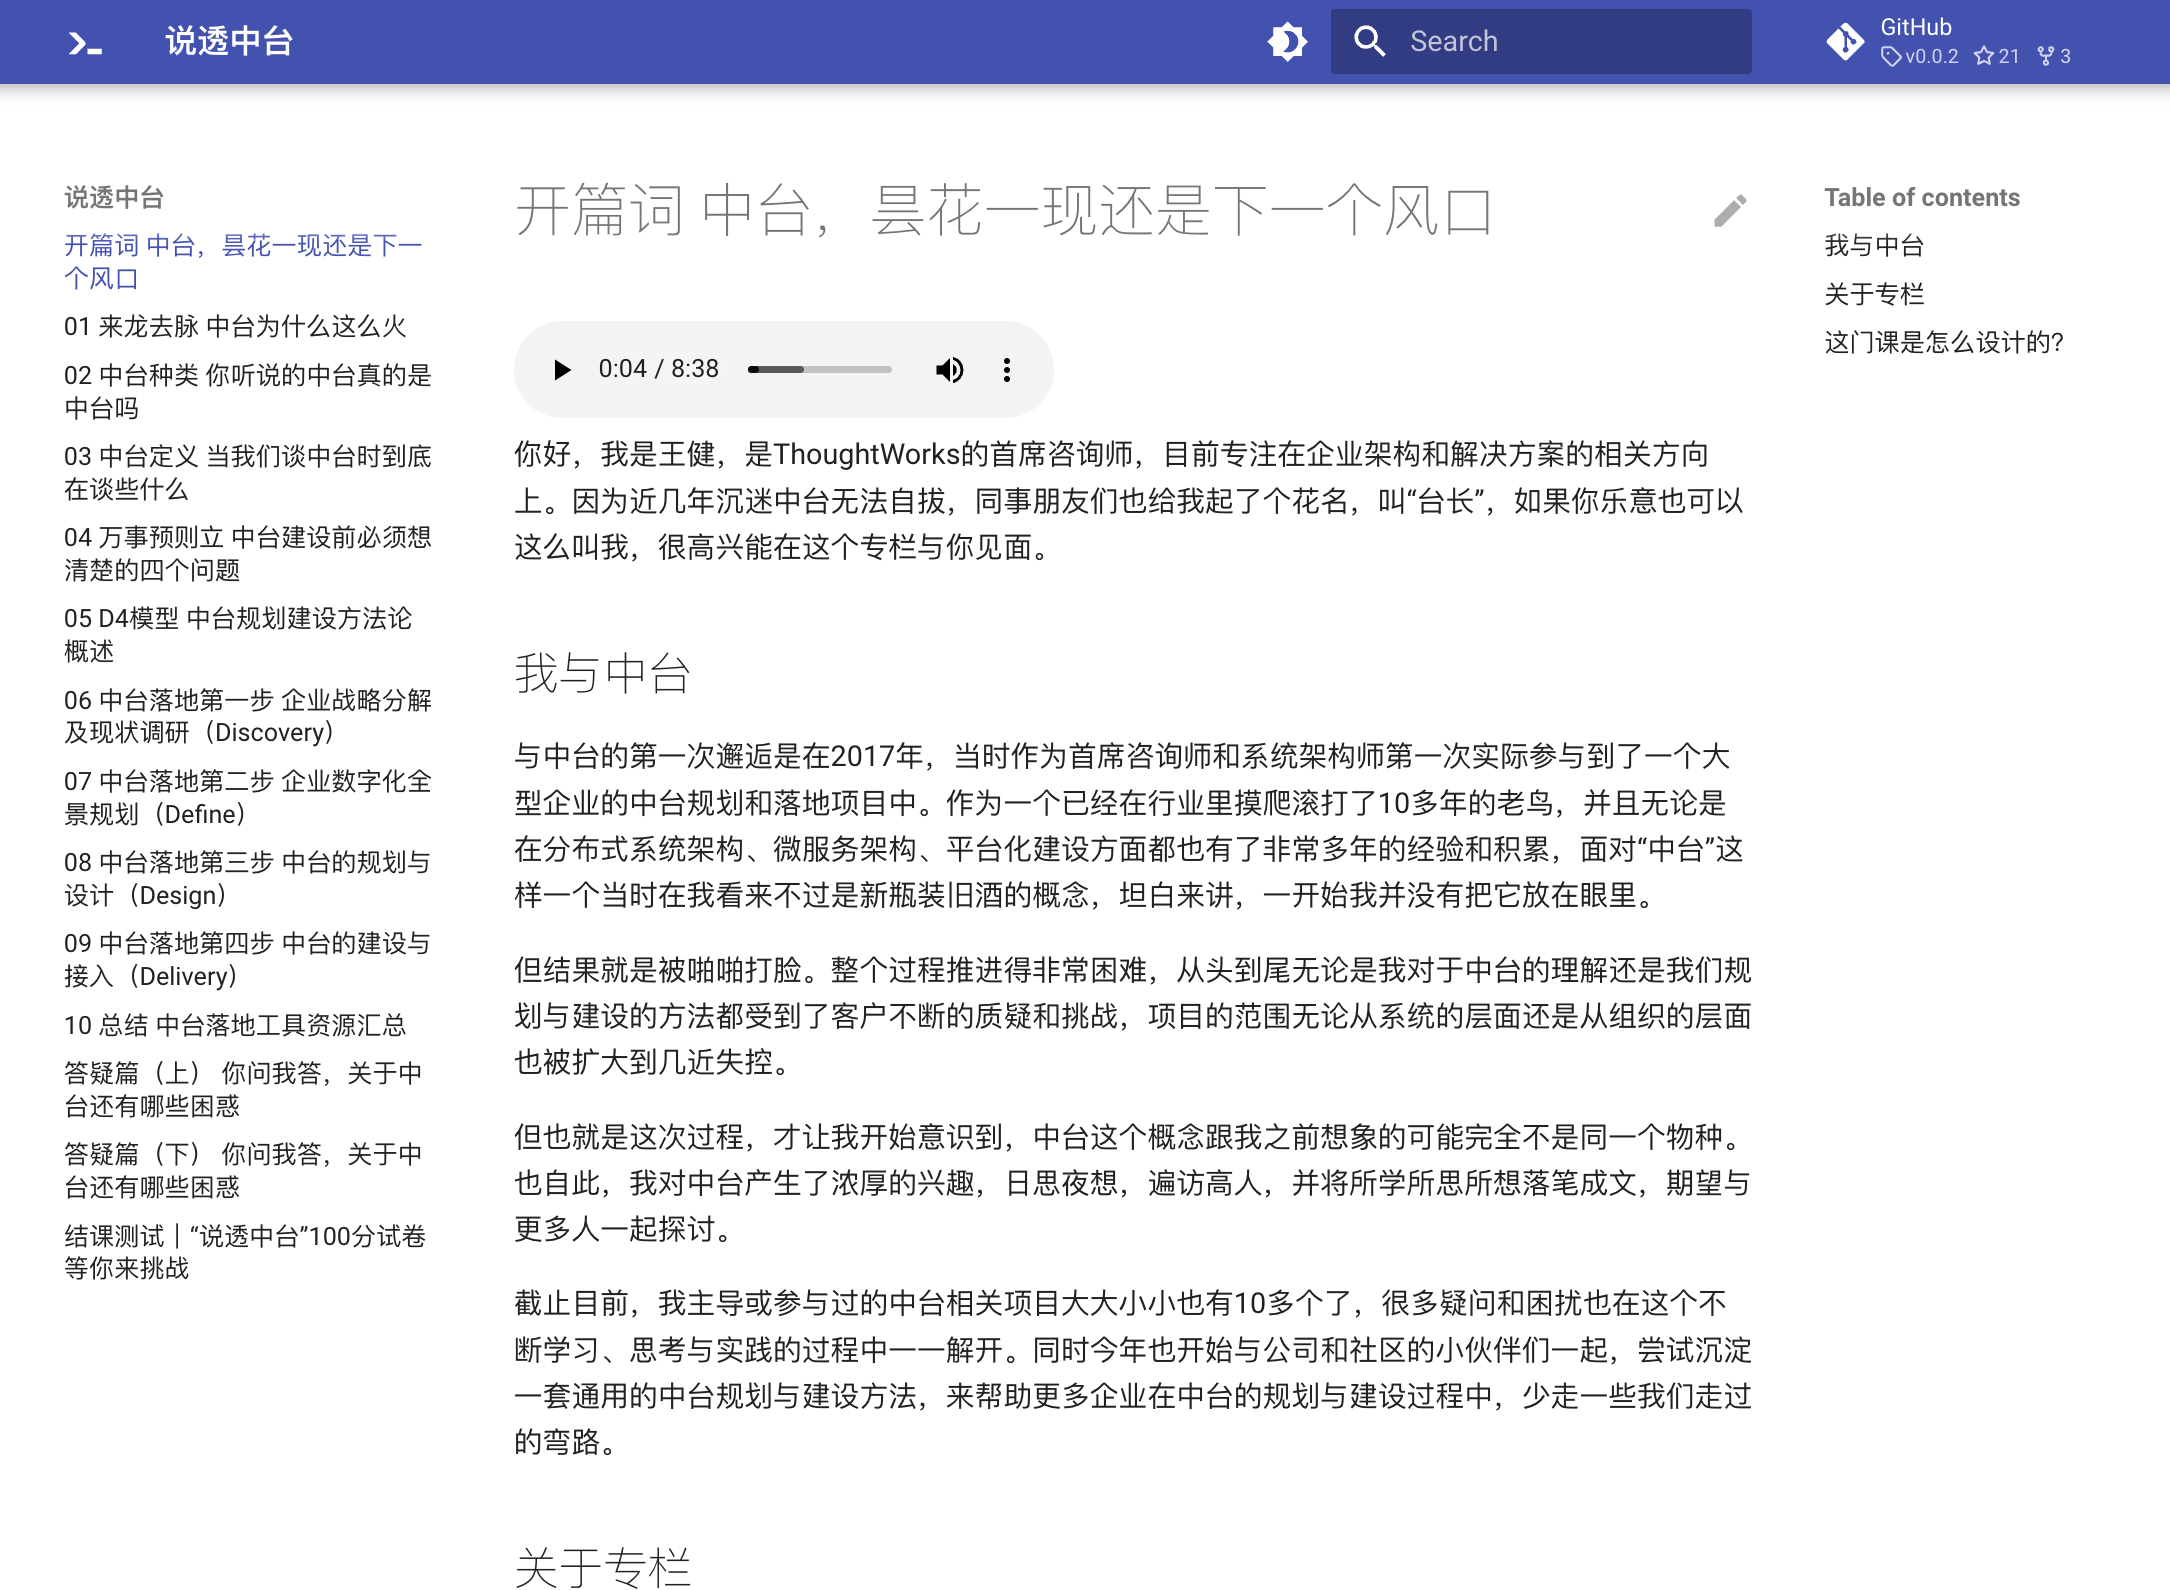 说透中台
Search
GitHub
v0.0.2 21 3
说透中台
开篇词 中台，昙花一现还是下一
个风口
01 来龙去脉 中台为什么这么火
02 中台种类 你听说的中台真的是
中台吗
03 中台定义 当我们谈中台时到底
在谈些什么
04 万事预则立 中台建设前必须想
清楚的四个问题
05 D4模型 中台规划建设方法论
概述
06 中台落地第一步 企业战略分解
及现状调研（Discovery）
07 中台落地第二步 企业数字化全
景规划（Define）
08 中台落地第三步 中台的规划与
设计（Design）
09 中台落地第四步 中台的建设与
接入（Delivery）
10 总结 中台落地工具资源汇总
答疑篇（上） 你问我答，关于中
台还有哪些困惑
答疑篇（下） 你问我答，关于中
台还有哪些困惑
结课测试｜“说透中台”100分试卷
等你来挑战
开篇词 中台，昙花一现还是下一个风口
0:04 / 8:38
你好，我是王健，是ThoughtWorks的首席咨询师，目前专注在企业架构和解决方案的相关方向
上。因为近几年沉迷中台无法自拔，同事朋友们也给我起了个花名，叫“台长”，如果你乐意也可以
这么叫我，很高兴能在这个专栏与你见面。
我与中台
与中台的第一次邂逅是在2017年，当时作为首席咨询师和系统架构师第一次实际参与到了一个大
型企业的中台规划和落地项目中。作为一个已经在行业里摸爬滚打了10多年的老鸟，并且无论是
在分布式系统架构、微服务架构、平台化建设方面都也有了非常多年的经验和积累，面对“中台”这
样一个当时在我看来不过是新瓶装旧酒的概念，坦白来讲，一开始我并没有把它放在眼里。
但结果就是被啪啪打脸。整个过程推进得非常困难，从头到尾无论是我对于中台的理解还是我们规
划与建设的方法都受到了客户不断的质疑和挑战，项目的范围无论从系统的层面还是从组织的层面
也被扩大到几近失控。
但也就是这次过程，才让我开始意识到，中台这个概念跟我之前想象的可能完全不是同一个物种。
也自此，我对中台产生了浓厚的兴趣，日思夜想，遍访高人，并将所学所思所想落笔成文，期望与
更多人一起探讨。
截止目前，我主导或参与过的中台相关项目大大小小也有10多个了，很多疑问和困扰也在这个不
断学习、思考与实践的过程中一一解开。同时今年也开始与公司和社区的小伙伴们一起，尝试沉淀
一套通用的中台规划与建设方法，来帮助更多企业在中台的规划与建设过程中，少走一些我们走过
的弯路。
关于专栏
Table of contents
我与中台
关于专栏
这门课是怎么设计的?